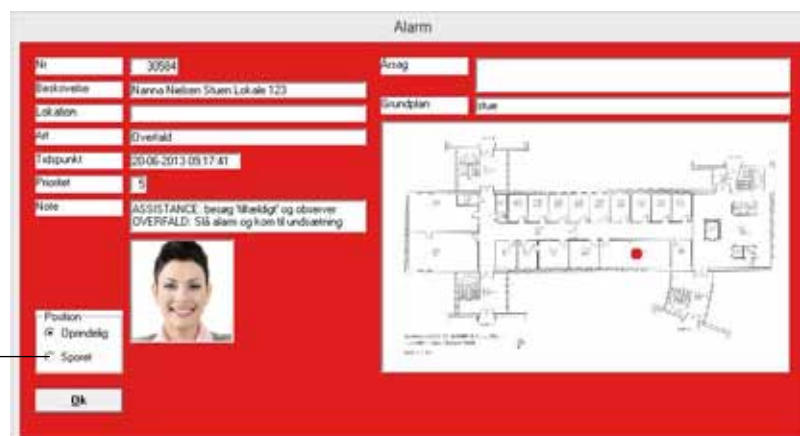 Alarm
Nr
30584
Beskrivelse
Nanna Nielsen Stuen Lokale 123
Lokation
Art
Overfald
Tidspunkt
20-06-2013 09:17:41
Prioritet
5
Note
ASSISTANCE: besøg 'tilfældigt' og observer
OVERFALD: Slå alarm og kom til undsætning
Position
Oprindelig
Sporet
Ok
Årsag
Grundplan
stue